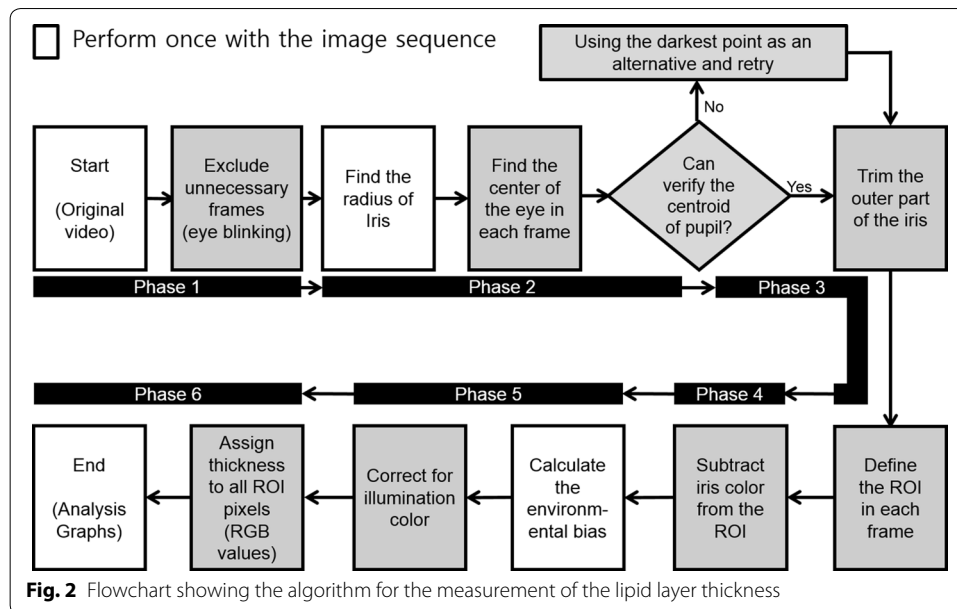 Perform once with the image sequence
Using the darkest point as an
alternative and retry
No
Start
(Original
video)
Exclude
unnecessary
frames
(eye blinking)
Find the
radius of
Iris
Find the
center of
the eye in
each frame
Can
verify the
centroid
of pupil?
Yes
Trim the
outer part
of the iris
Phase 1
Phase 2
Phase 3
Phase 6
Phase 5
Phase 4
End
(Analysis
Graphs)
Assign
thickness
to all ROI
pixels
(RGB
values)
Correct for
illumination
color
Calculate
the
environm-
ental bias
Subtract
iris color
from the
ROI
Define
the ROI
in each
frame
Fig. 2 Flowchart showing the algorithm for the measurement of the lipid layer thickness